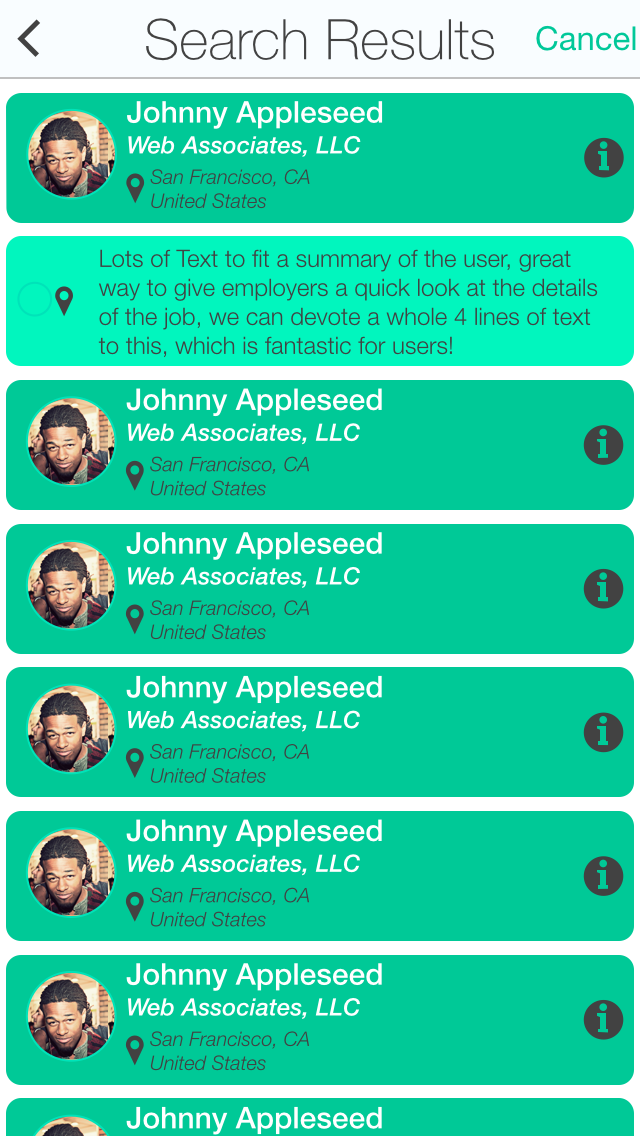 Search Results
Cancel
Johnny Appleseed
Web Associates, LLC
San Francisco, CA
United States
Lots of Text to fit a summary of the user, great
way to give employers a quick look at the details
of the job, we can devote a whole 4 lines of text
to this, which is fantastic for users!
Johnny Appleseed
Web Associates, LLC
San Francisco, CA
United States
Johnny Appleseed
Web Associates, LLC
San Francisco, CA
United States
Johnny Appleseed
Web Associates, LLC
San Francisco, CA
United States
Johnny Appleseed
Web Associates, LLC
San Francisco, CA
United States
Johnny Appleseed
Web Associates, LLC
San Francisco, CA
United States
Johnny Appleseed